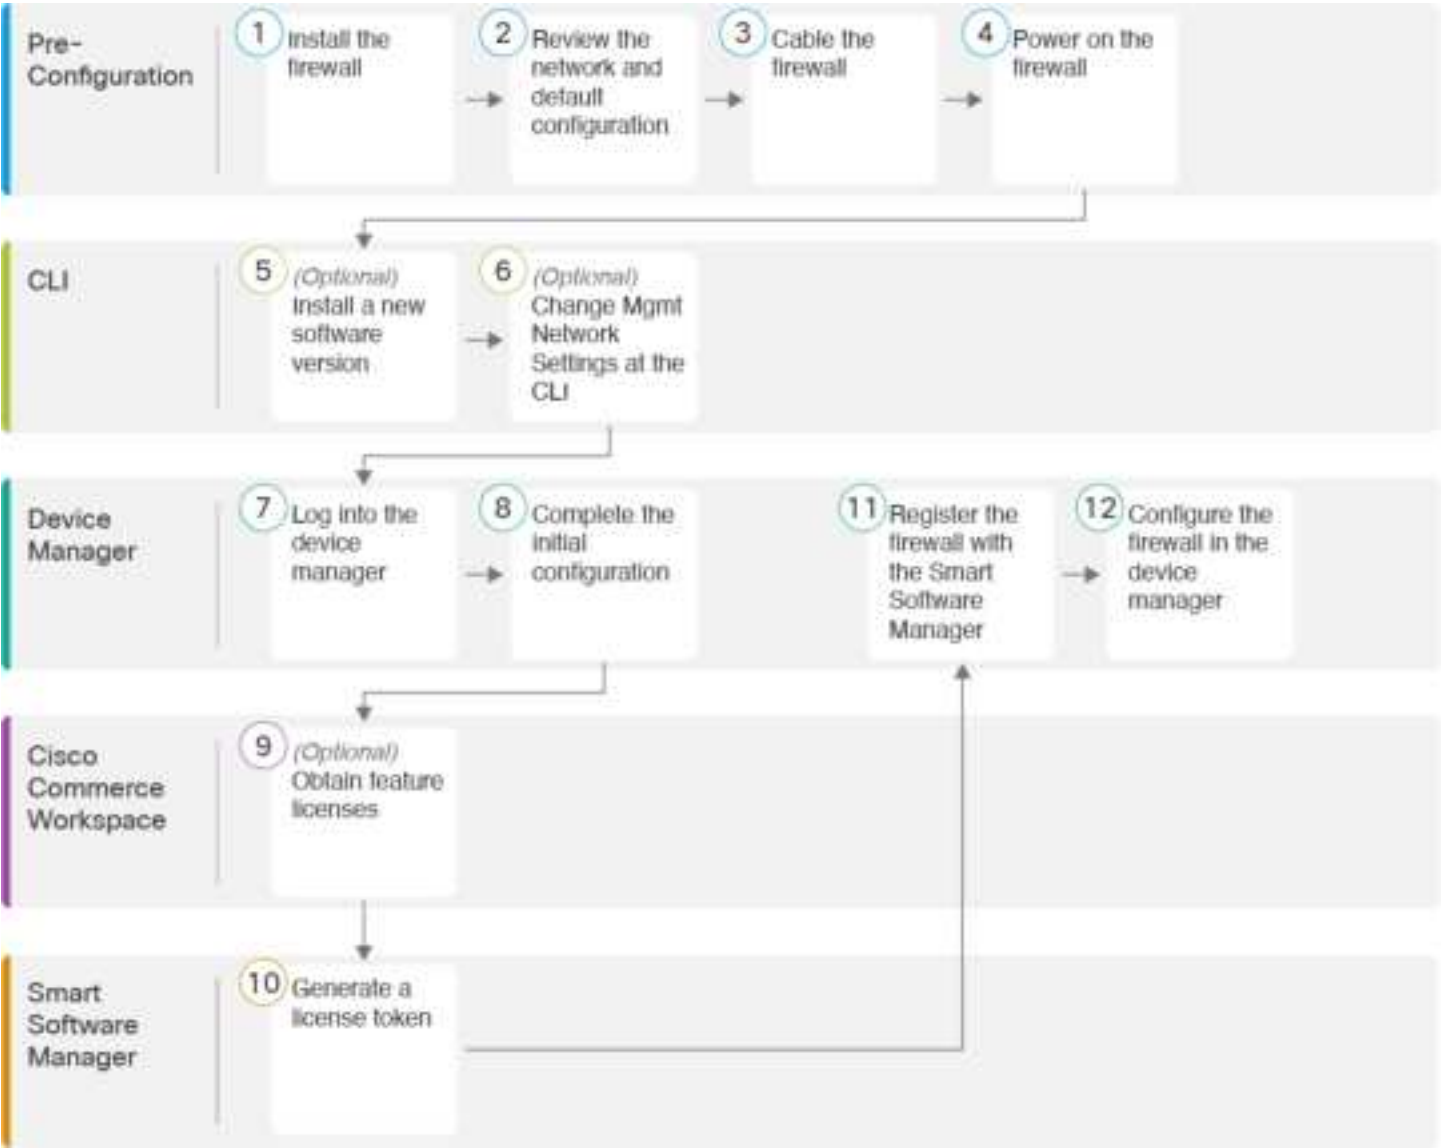 Pre-
Configuration
1
Install the
firewall
2
Review the
network and
default
configuration
3
Cable the
firewall
4
Power on the
firewall
CLI
5
(Optional)
Install a new
software
version
6
(Optional)
Change Mgmt
Network
Settings at the
CLI
Device
Manager
7
Log into the
device
manager
8
Complete the
initial
configuration
11
Register the
firewall with
the Smart
Software
Manager
12
Configure the
firewall in the
device
manager
Cisco
Commerce
Workspace
9
(Optional)
Obtain feature
licenses
Smart
Software
Manager
10
Generate a
license token